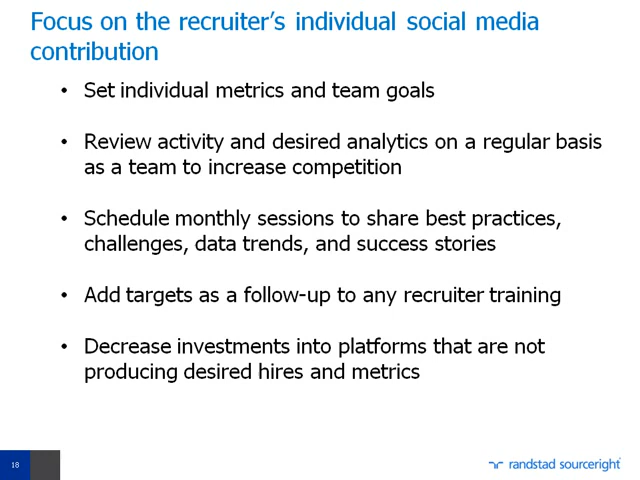 Focus on the recruiter's individual social media
contribution
• Set individual metrics and team goals
• Review activity and desired analytics on a regular basis
as a team to increase competition
• Schedule monthly sessions to share best practices,
challenges, data trends, and success stories
• Add targets as a follow-up to any recruiter training
• Decrease investments into platforms that are not
producing desired hires and metrics
18
randstad sourceright